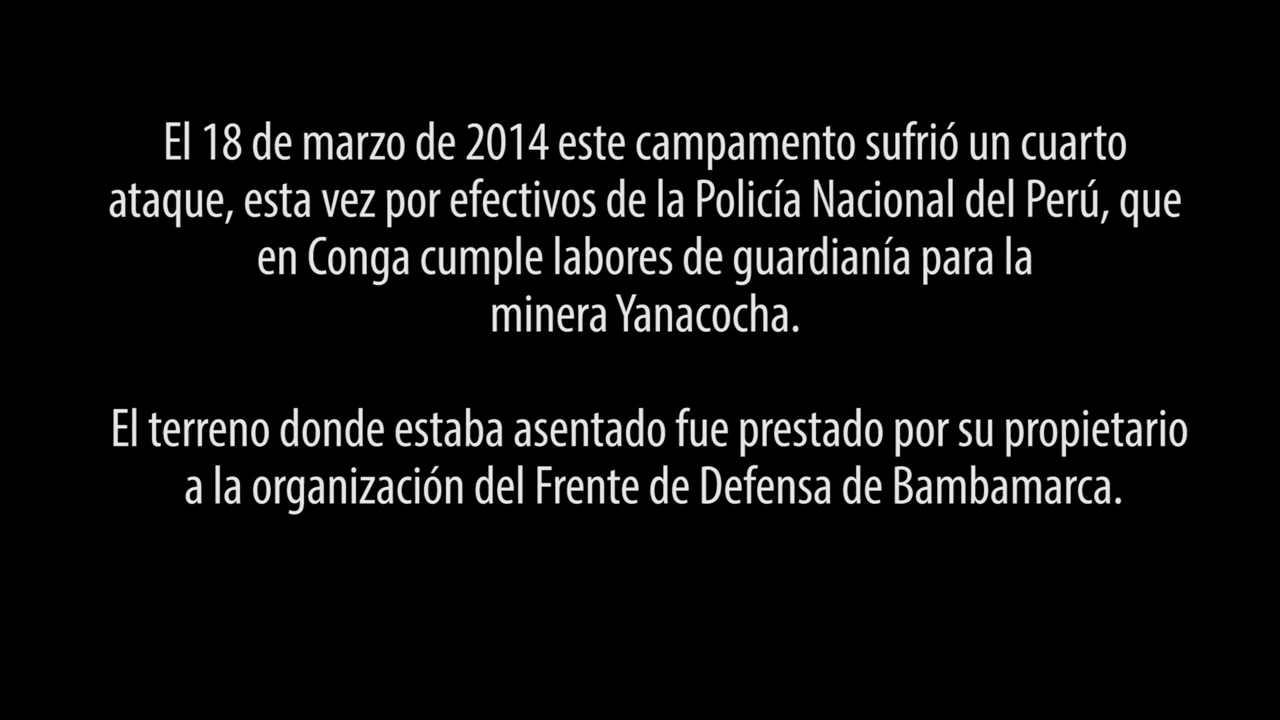 El 18 de marzo de 2014 este campamento sufrió un cuarto
ataque, esta vez por efectivos de la Policía Nacional del Perú, que
en Conga cumple labores de guardianía para la
minera Yanacocha.
El terreno donde estaba asentado fue prestado por su propietario
a la organización del Frente de Defensa de Bambamarca.